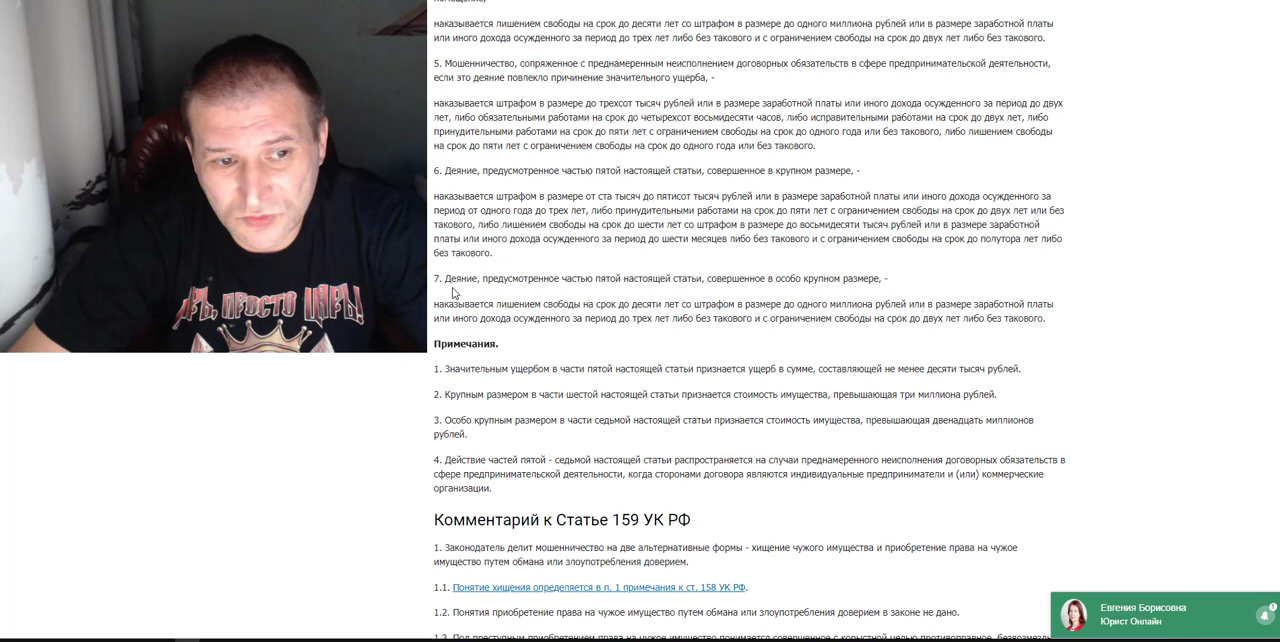 РЬ, ПРОСТО ЦАРЬ!
наказывается лишением свободы на срок до десяти лет со штрафом в размере до одного миллиона рублей или в размере заработной платы
или иного дохода осужденного за период до трех лет либо без такового и с ограничением свободы на срок до двух лет либо без такового.
5. Мошенничество, сопряженное с преднамеренным неисполнением договорных обязательств в сфере предпринимательской деятельности,
если это деяние повлекло причинение значительного ущерба, -
наказывается штрафом в размере до трехсот тысяч рублей или в размере заработной платы или иного дохода осужденного за период до двух
лет, либо обязательными работами на срок до четырехсот восьмидесяти часов, либо исправительными работами на срок до двух лет, либо
принудительными работами на срок до пяти лет с ограничением свободы на срок до одного года или без такового, либо лишением свободы
на срок до пяти лет с ограничением свободы на срок до одного года или без такового.
6. Деяние, предусмотренное частью пятой настоящей статьи, совершенное в крупном размере, -
наказывается штрафом в размере от ста тысяч до пятисот тысяч рублей или в размере заработной платы или иного дохода осужденного за
период от одного года до трех лет, либо принудительными работами на срок до пяти лет с ограничением свободы на срок до двух лет или без
такового, либо лишением свободы на срок до шести лет со штрафом в размере до восьмидесяти тысяч рублей или в размере заработной
платы или иного дохода осужденного за период до шести месяцев либо без такового и с ограничением свободы на срок до полутора лет либо
без такового.
7. Деяние, предусмотренное частью пятой настоящей статьи, совершенное в особо крупном размере, -
наказывается лишением свободы на срок до десяти лет со штрафом в размере до одного миллиона рублей или в размере заработной платы
или иного дохода осужденного за период до трех лет либо без такового и с ограничением свободы на срок до двух лет либо без такового.
Примечания.
1. Значительным ущербом в части пятой настоящей статьи признается ущерб в сумме, составляющей не менее десяти тысяч рублей.
2. Крупным размером в части шестой настоящей статьи признается стоимость имущества, превышающая три миллиона рублей.
3. Особо крупным размером в части седьмой настоящей статьи признается стоимость имущества, превышающая двенадцать миллионов
рублей.
4. Действие частей пятой - седьмой настоящей статьи распространяется на случаи преднамеренного неисполнения договорных обязательств в
сфере предпринимательской деятельности, когда сторонами договора являются индивидуальные предприниматели и (или) коммерческие
организации.
Комментарий к Статье 159 УК РФ
1. Законодатель делит мошенничество на две альтернативные формы - хищение чужого имущества и приобретение права на чужое
имущество путем обмана или злоупотребления доверием.
1.1. Понятие хищения определяется в п. 1 примечания к ст. 158 УК РФ.
1.2. Понятия приобретение права на чужое имущество путем обмана или злоупотребления доверием в законе не дано.
1.3. Под преступным приобретением права на чужое имущество понимается совершенное с корыстной целью противоправное,
Евгения Борисовна
Юрист Онлайн
1